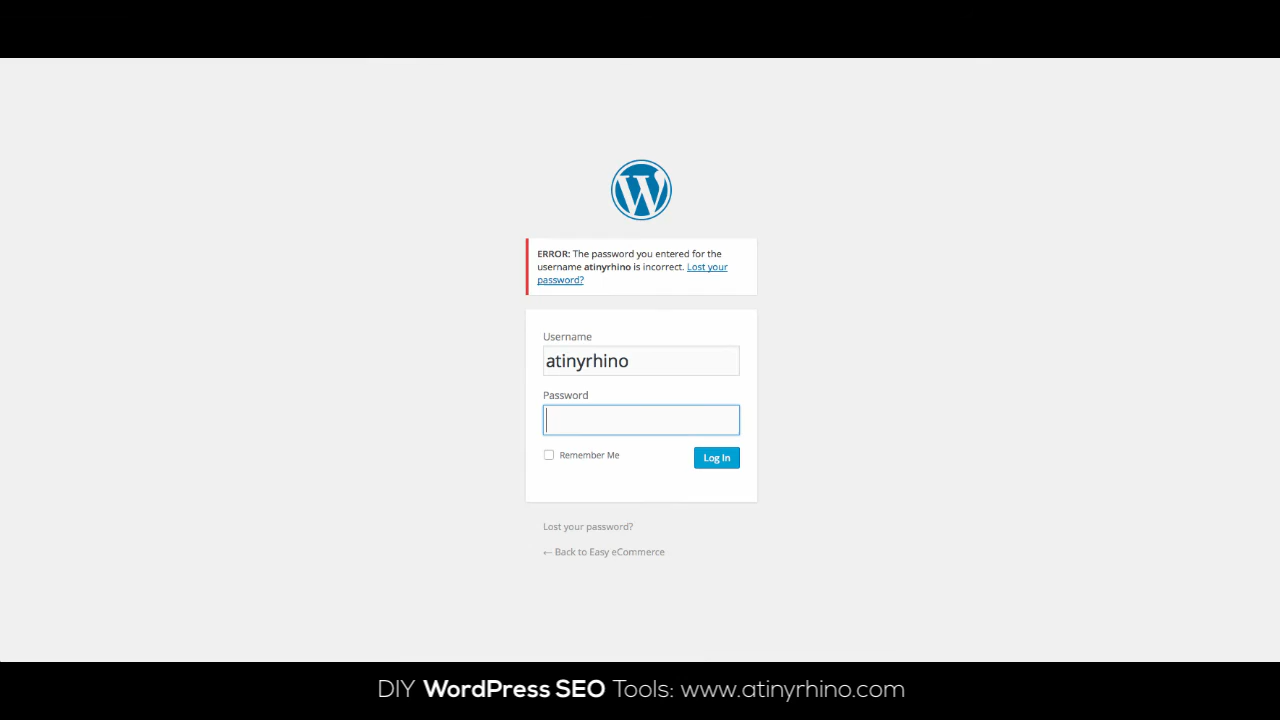 ERROR: The password you entered for the
username atinyrhino is incorrect. Lost your
password?
Username
atinyrhino
Password
Remember Me
Log In
Lost your password?
← Back to Easy eCommerce
DIY WordPress SEO Tools: www.atinyrhino.com